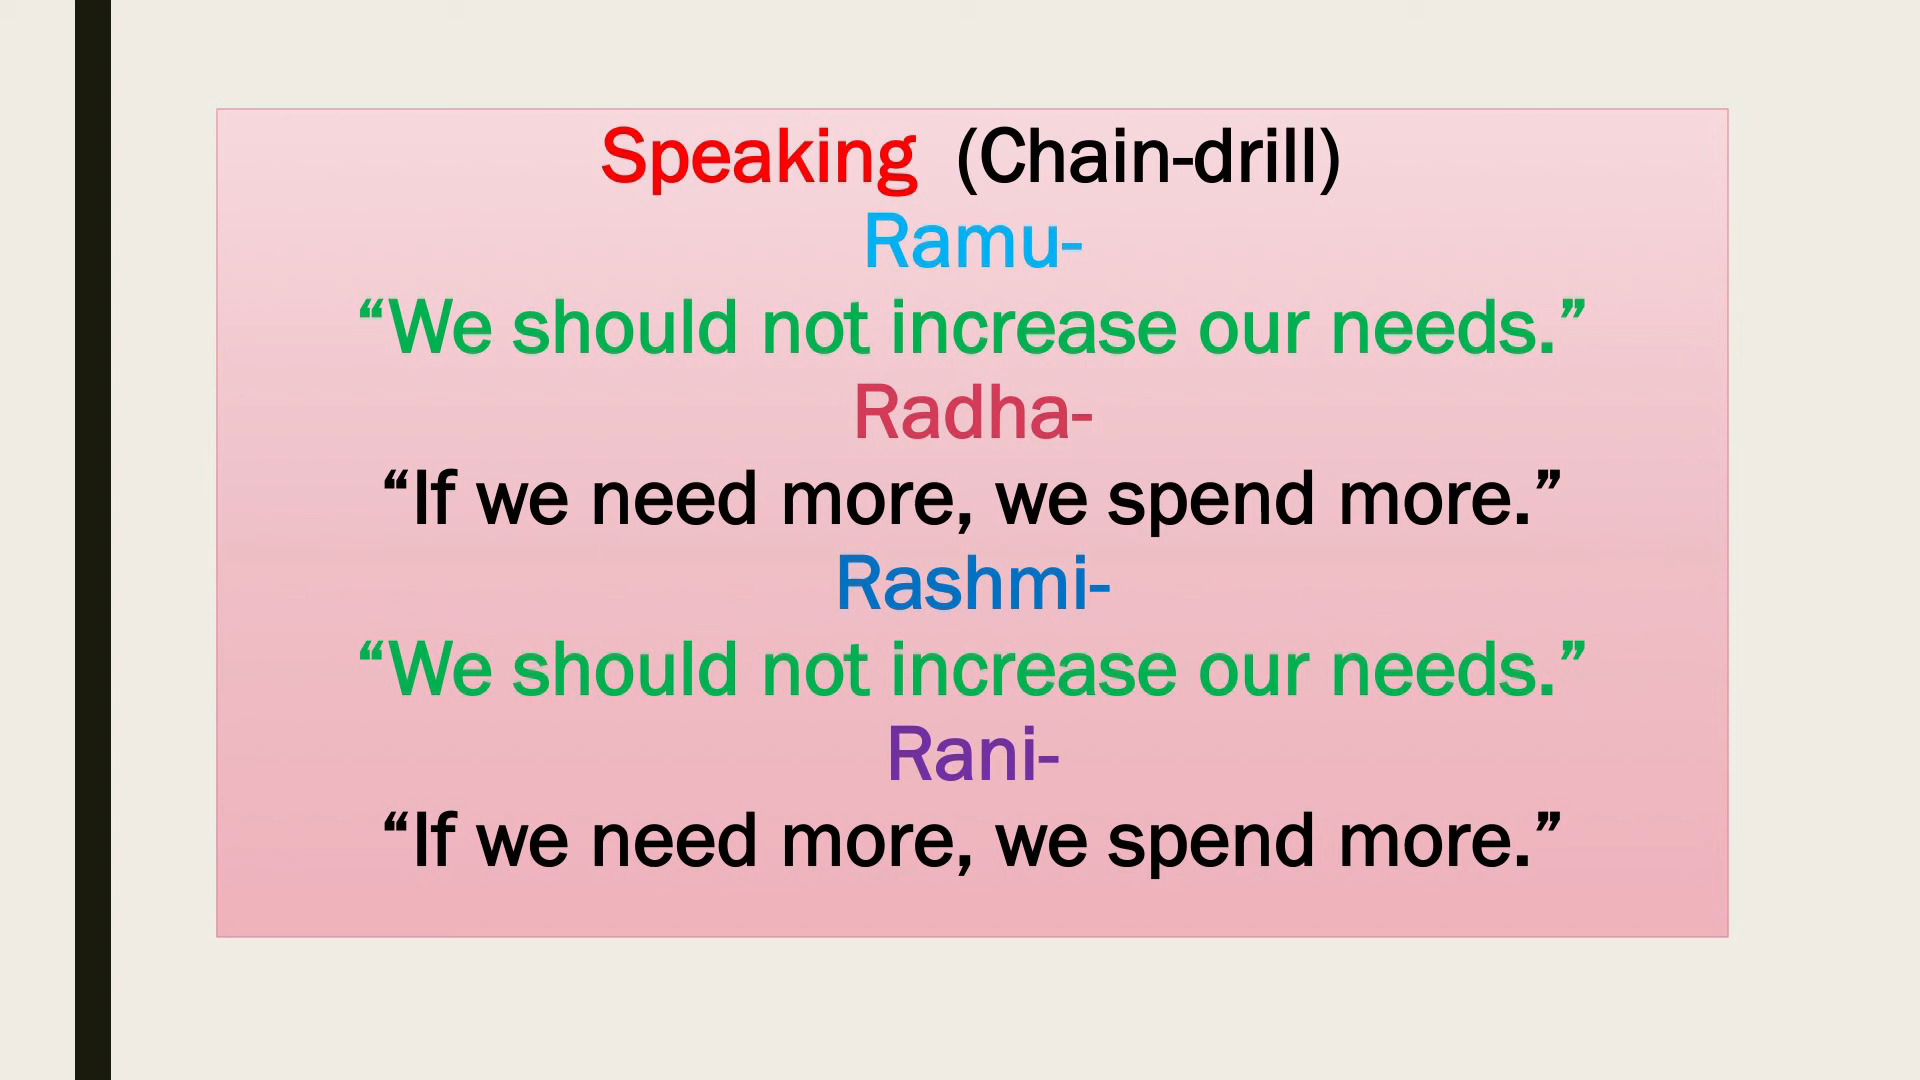 Speaking (Chain-drill)
Ramu-
“We should not increase our needs.”
Radha-
“If we need more, we spend more.”
Rashmi-
“We should not increase our needs.”
Rani-
“If we need more, we spend more.”